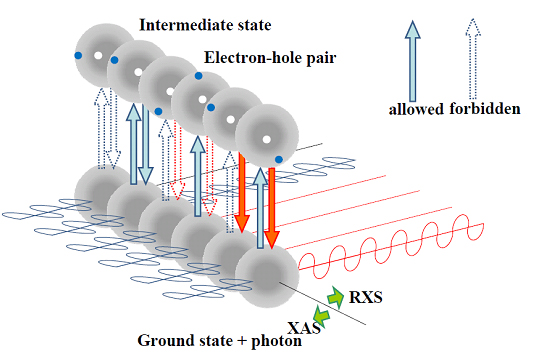 Intermediate state
Electron-hole pair
allowed forbidden
RXS
XAS
Ground state + photon